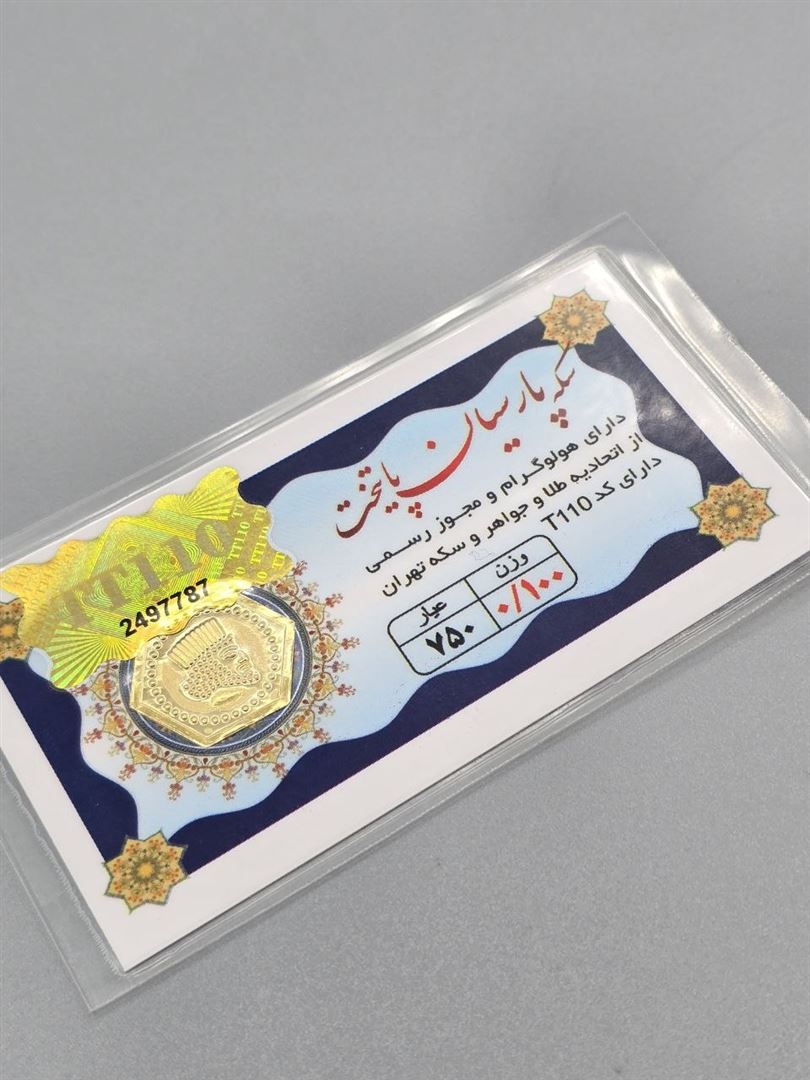 سکه پارسیان پایتخت
دارای هولوگرام و مجوز رسمی
از اتحادیه طلا و جواهر و سکه تهران
دارای کد T110
وزن
عیار
۰/۱۰۰
۷۵۰
TT110
2497787